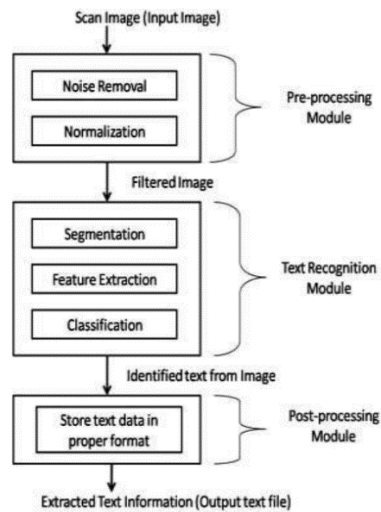 Scan Image (Input Image)
Noise Removal
Normalization
Pre-processing
Module
Filtered Image
Segmentation
Feature Extraction
Classification
Text Recognition
Module
Identified text from Image
Store text data in
proper format
Post-processing
Module
Extracted Text Information (Output text file)